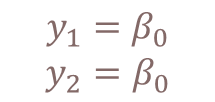 y₁ = β₀
y₂ = β₀